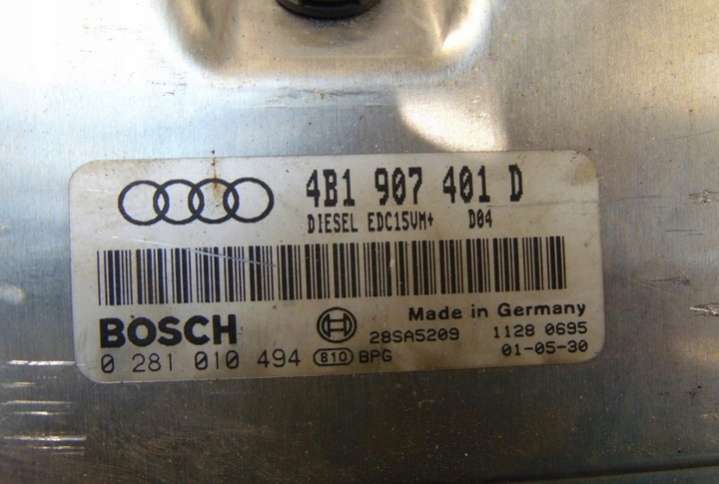 4B1 907 401 D
DIESEL EDC15VM+ D04
Made in Germany
BOSCH 28SA5209 1128 0695
0 281 010 494 810 BPG 01-05-30